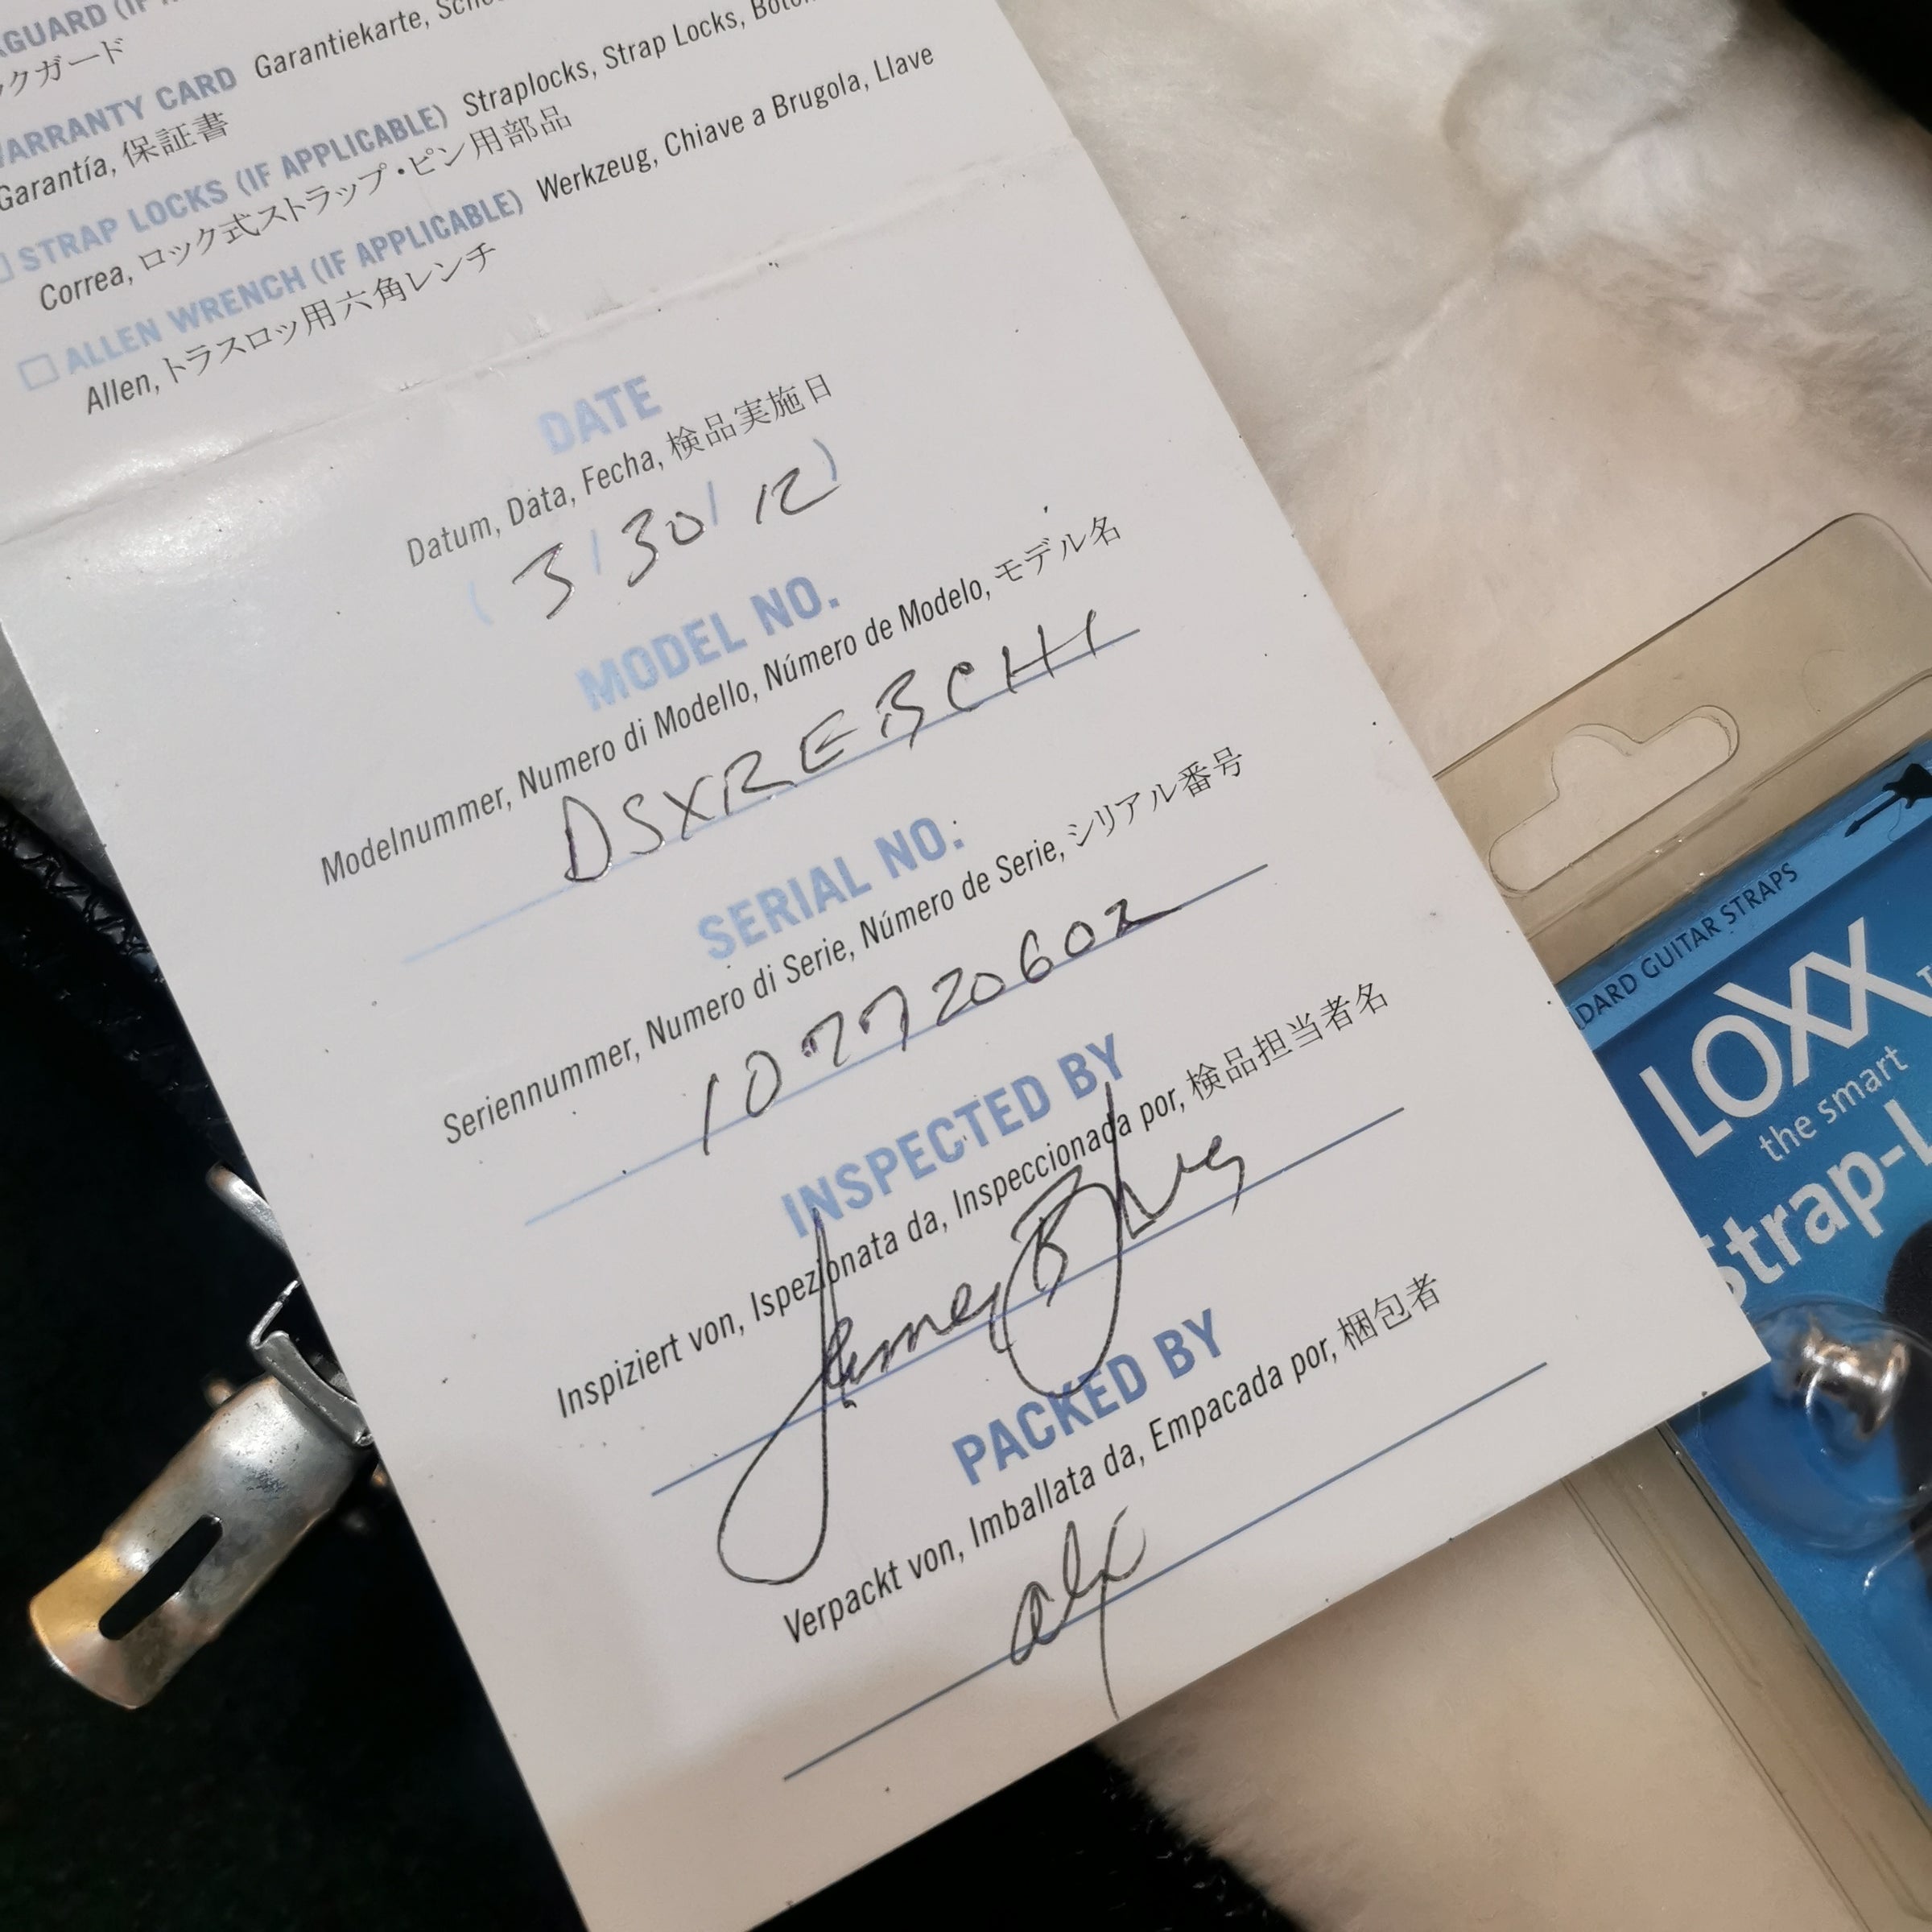 GUARD (IF
ックガード
WARRANTY CARD Garantiekarte,
Garantía, 保証書
STRAP LOCKS (IF APPLICABLE) Straplocks, Strap Locks,
Correa, ロック式ストラップ・ピン用部品
ALLEN WRENCH (IF APPLICABLE) Werkzeug, Chiave a Brugola, Llave
Allen, トラスロッ用六角レンチ
DATE
Datum, Data, Fecha, 検品実施日
( 3 / 30 / 12 )
MODEL NO.
Modelnummer, Numero di Modello, Número de Modelo, モデル名
DSXREBCH1
SERIAL NO.
Seriennummer, Numero di Serie, Número de Serie, シリアル番号
107720602
INSPECTED BY
Inspiziert von, Ispezionata da, Inspeccionada por, 検品担当者名
PACKED BY
Verpackt von, Imballata da, Empacada por, 梱包者
DARD GUITAR STRAPS
LOXX
the smart
Strap-L